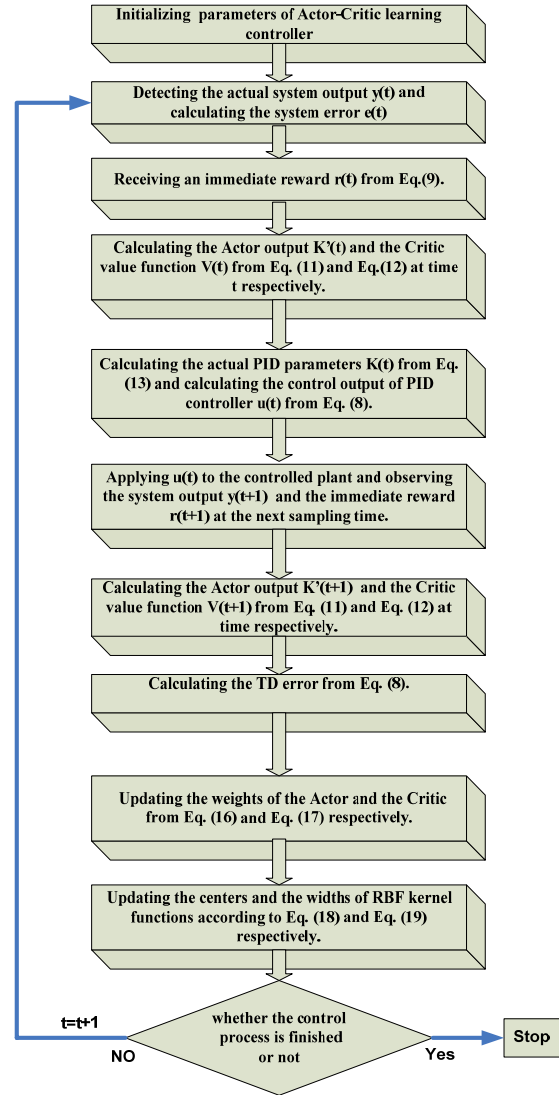 Initializing parameters of Actor-Critic learning
controller
Detecting the actual system output y(t) and
calculating the system error e(t)
Receiving an immediate reward r(t) from Eq.(9).
Calculating the Actor output K'(t) and the Critic
value function V(t) from Eq. (11) and Eq.(12) at time
t respectively.
Calculating the actual PID parameters K(t) from Eq.
(13) and calculating the control output of PID
controller u(t) from Eq. (8).
Applying u(t) to the controlled plant and observing
the system output y(t+1) and the immediate reward
r(t+1) at the next sampling time.
Calculating the Actor output K'(t+1) and the Critic
value function V(t+1) from Eq. (11) and Eq. (12) at
time respectively.
Calculating the TD error from Eq. (8).
Updating the weights of the Actor and the Critic
from Eq. (16) and Eq. (17) respectively.
Updating the centers and the widths of RBF kernel
functions according to Eq. (18) and Eq. (19)
respectively.
whether the control
process is finished
or not
t=t+1
NO
Yes
Stop